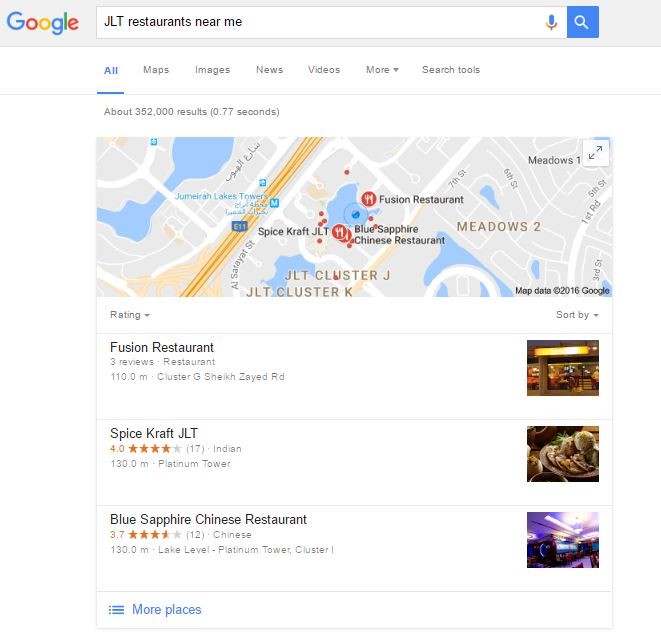 Google
JLT restaurants near me
All Maps Images News Videos More Search tools
About 352,000 results (0.77 seconds)
Meadows 1
Jumeirah Lakes Towers
Fusion Restaurant
7th St
6th St
5th St
1st Rd
3rd St
E11
Spice Kraft JLT
Blue Sapphire
Chinese Restaurant
MEADOWS 2
Al Sarayat St
JLT CLUSTER J
JLT CLUSTER K
Map data ©2016 Google
Rating Sort by
Fusion Restaurant
3 reviews · Restaurant
110.0 m · Cluster G Sheikh Zayed Rd
Spice Kraft JLT
4.0 ★★★★★ (17) · Indian
130.0 m · Platinum Tower
Blue Sapphire Chinese Restaurant
3.7 ★★★★★ (12) · Chinese
130.0 m · Lake Level - Platinum Tower, Cluster I
More places